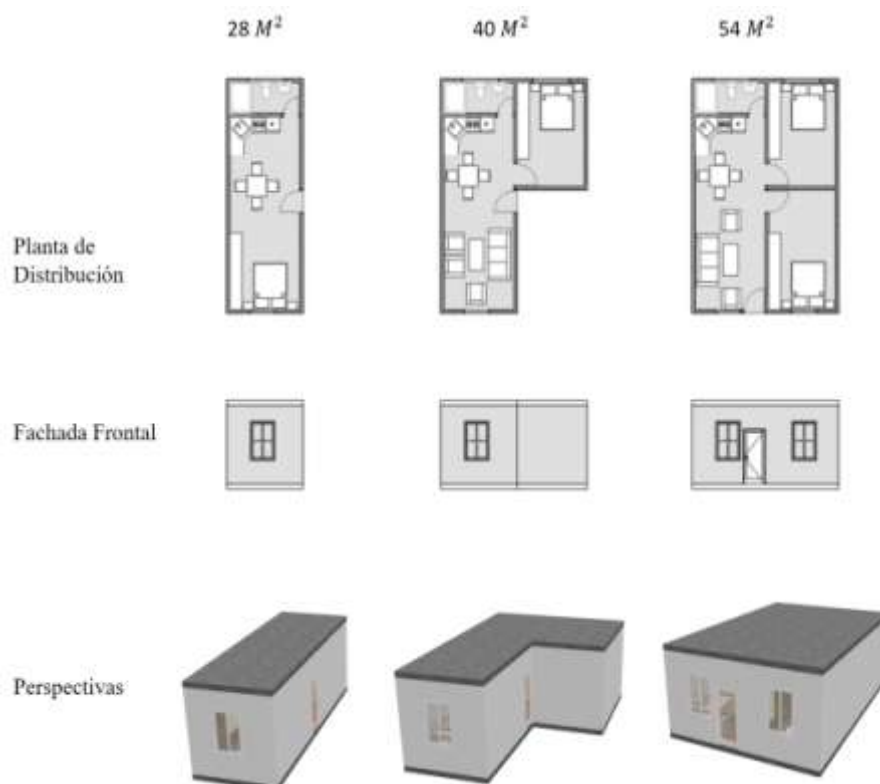 28 M²
40 M²
54 M²
Planta de
Distribución
Fachada Frontal
Perspectivas